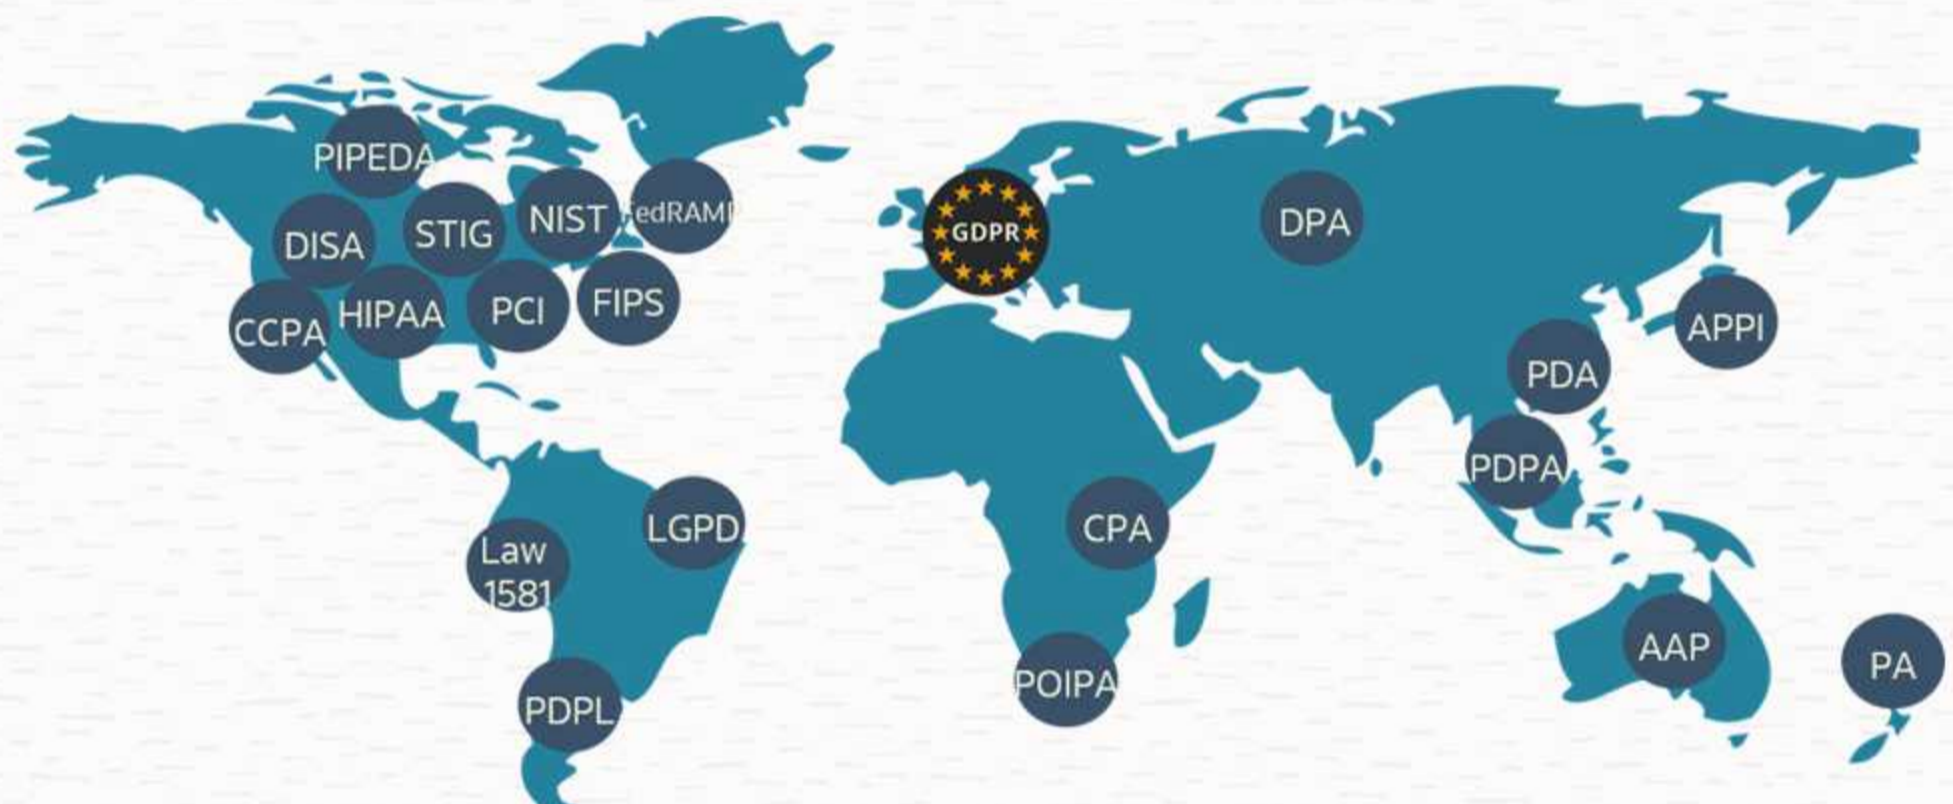 PIPEDA
DISA
STIG
NIST
FedRAMP
CCPA
HIPAA
PCI
FIPS
GDPR
DPA
APPI
PDA
PDPA
LGPD
Law
1581
PDPL
CPA
POIPA
AAP
PA